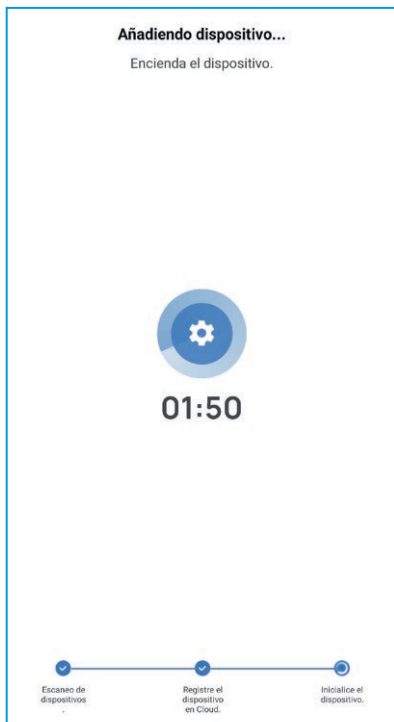 Añadiendo dispositivo...
Encienda el dispositivo.
01:50
Escaneo de
dispositivos
.
Registre el
dispositivo
en Cloud.
Inicialice el
dispositivo.